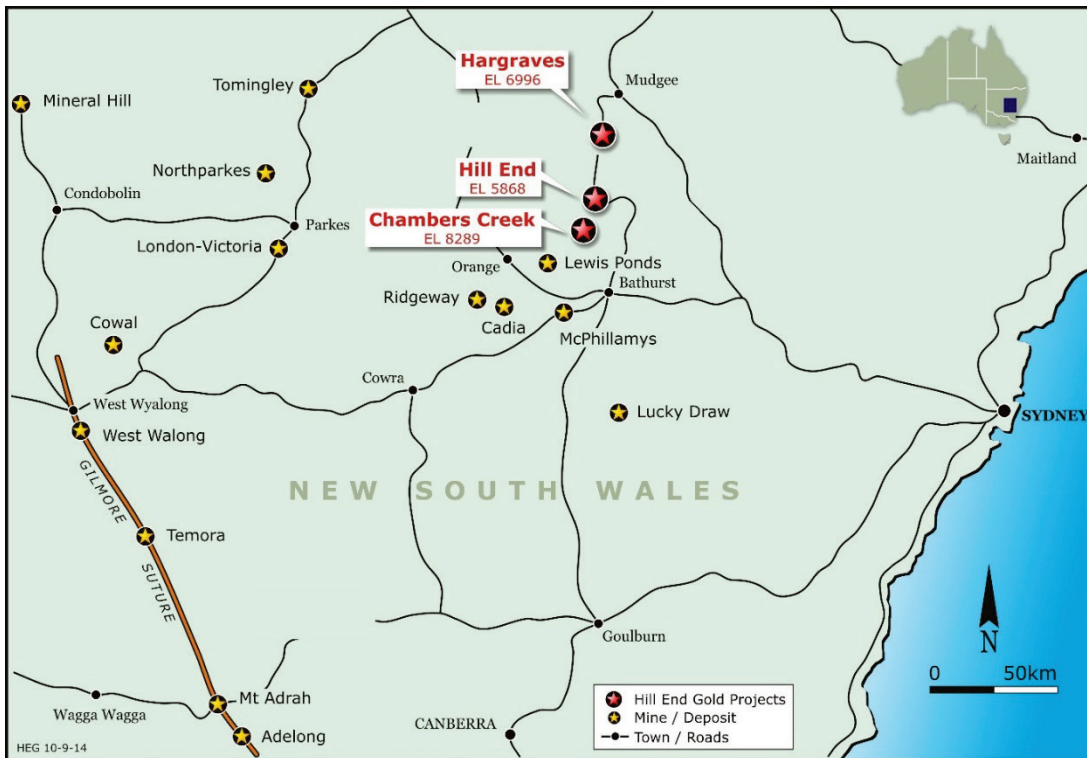 Hargraves
EL 6996
Mudgee
Tomingley
Mineral Hill
Maitland
Northparkes
Hill End
EL 5868
Condobolin
Chambers Creek
EL 8289
Parkes
London-Victoria
Orange
Lewis Ponds
Bathurst
Ridgeway
Cadia
McPhillamys
Cowal
Cowra
West Wyalong
Lucky Draw
SYDNEY
West Walong
GILMORE
SUTURE
NEW SOUTH WALES
Temora
Goulburn
N
0 50km
Mt Adrah
Wagga Wagga
Adelong
CANBERRA
Hill End Gold Projects
Mine / Deposit
Town / Roads
HEG 10-9-14